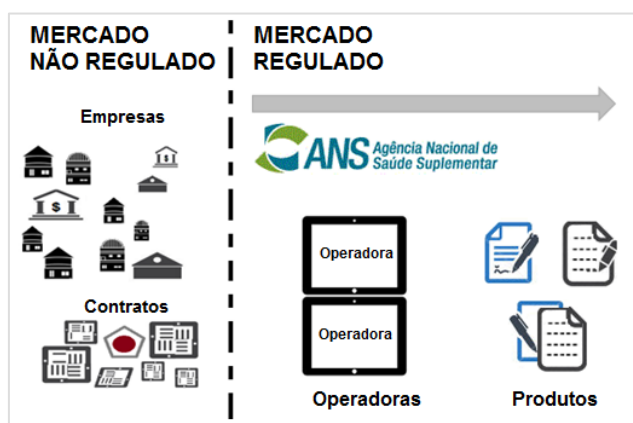 MERCADO
NÃO REGULADO
MERCADO
REGULADO
Empresas
ANS Agência Nacional de
Saúde Suplementar
$
$
Operadora
Contratos
Operadora
Operadoras
Produtos